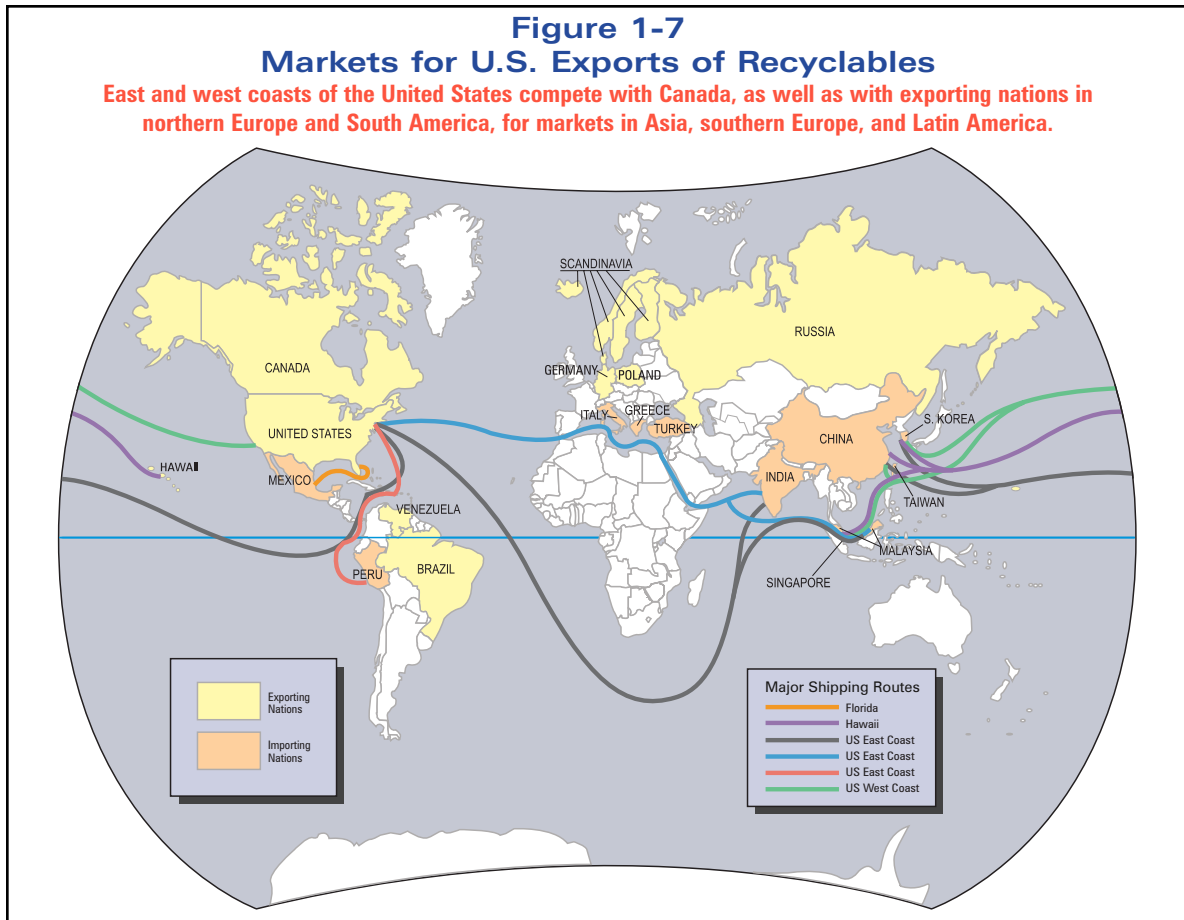 Figure 1-7
Markets for U.S. Exports of Recyclables
East and west coasts of the United States compete with Canada, as well as with exporting nations in
northern Europe and South America, for markets in Asia, southern Europe, and Latin America.
SCANDINAVIA
RUSSIA
CANADA
GERMANY
POLAND
ITALY
GREECE
TURKEY
S. KOREA
UNITED STATES
CHINA
HAWAII
MEXICO
INDIA
TAIWAN
VENEZUELA
MALAYSIA
PERU
BRAZIL
SINGAPORE
Exporting
Nations
Importing
Nations
Major Shipping Routes
Florida
Hawaii
US East Coast
US East Coast
US East Coast
US West Coast